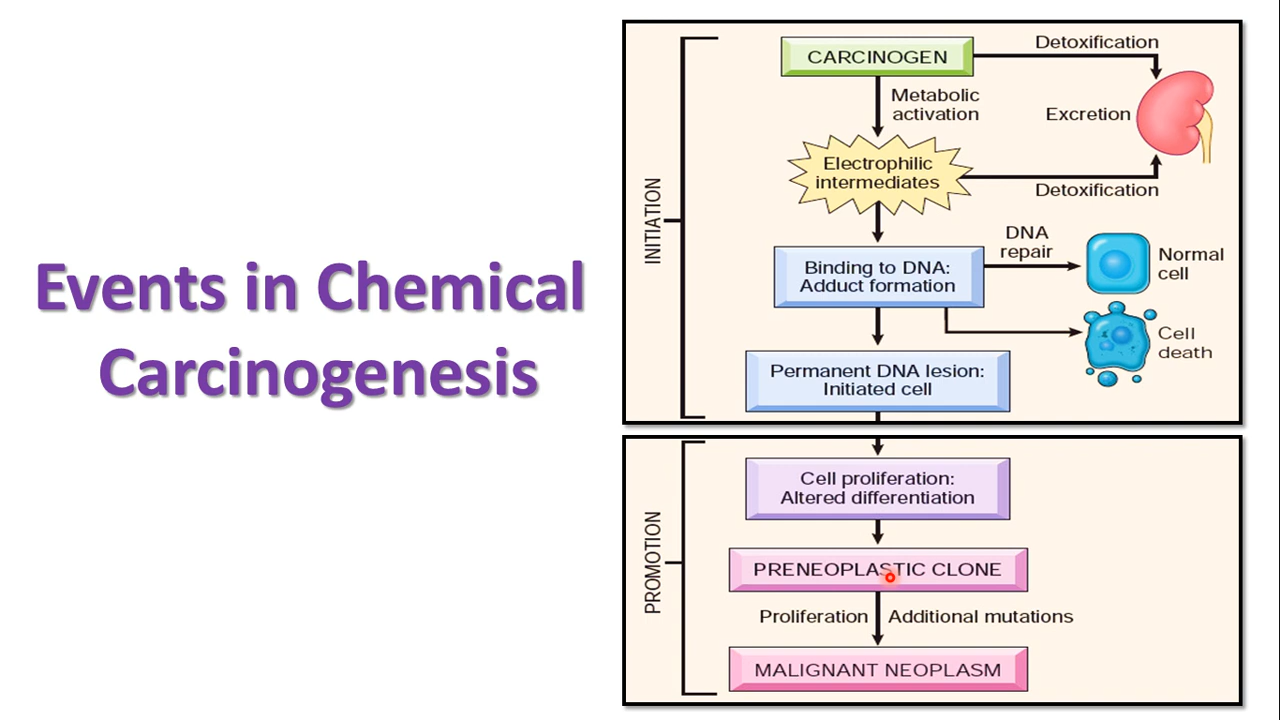 Events in Chemical
Carcinogenesis
INITIATION
CARCINOGEN
Detoxification
Metabolic
activation
Excretion
Electrophilic
intermediates
Detoxification
DNA
repair
Binding to DNA:
Adduct formation
Normal
cell
Cell
death
Permanent DNA lesion:
Initiated cell
PROMOTION
Cell proliferation:
Altered differentiation
PRENEOPLASTIC CLONE
Proliferation
Additional mutations
MALIGNANT NEOPLASM